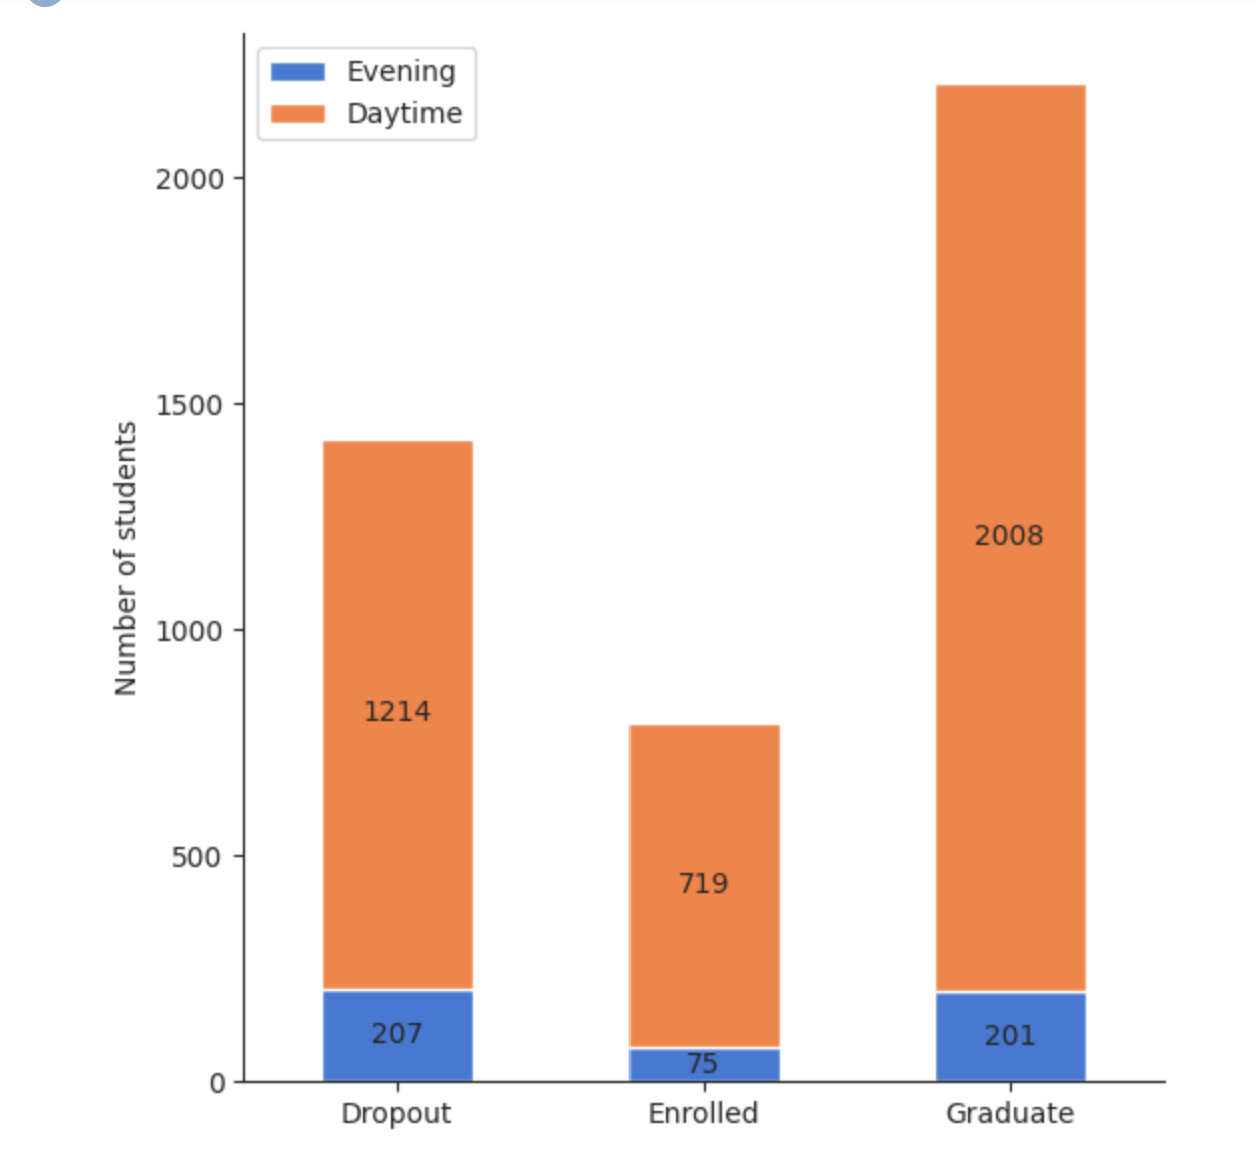 Evening
Daytime
2000
1500
1000
500
0
Number of students
1214
207
719
75
2008
201
Dropout
Enrolled
Graduate